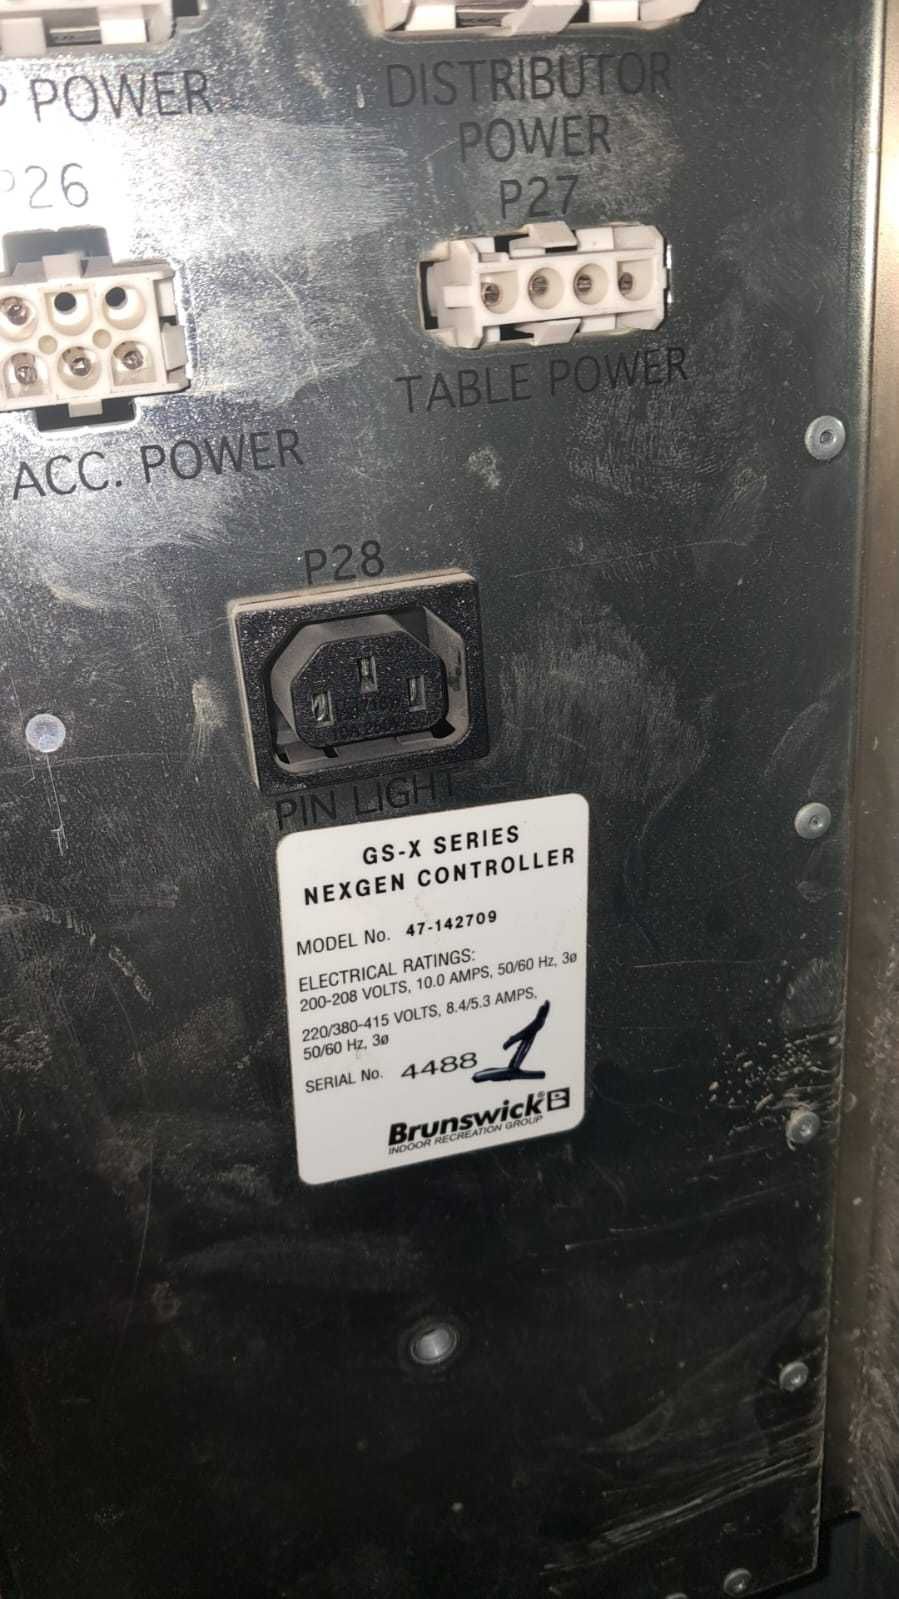 POWER
DISTRIBUTOR
POWER
P26
P27
TABLE POWER
ACC. POWER
P28
PIN LIGHT
GS-X SERIES
NEXGEN CONTROLLER
MODEL No. 47-142709
ELECTRICAL RATINGS:
200-208 VOLTS, 10.0 AMPS, 50/60 Hz, 3ø
220/380-415 VOLTS, 8.4/5.3 AMPS,
50/60 Hz, 3ø
SERIAL No. 4488 1
Brunswick
INDOOR RECREATION GROUP